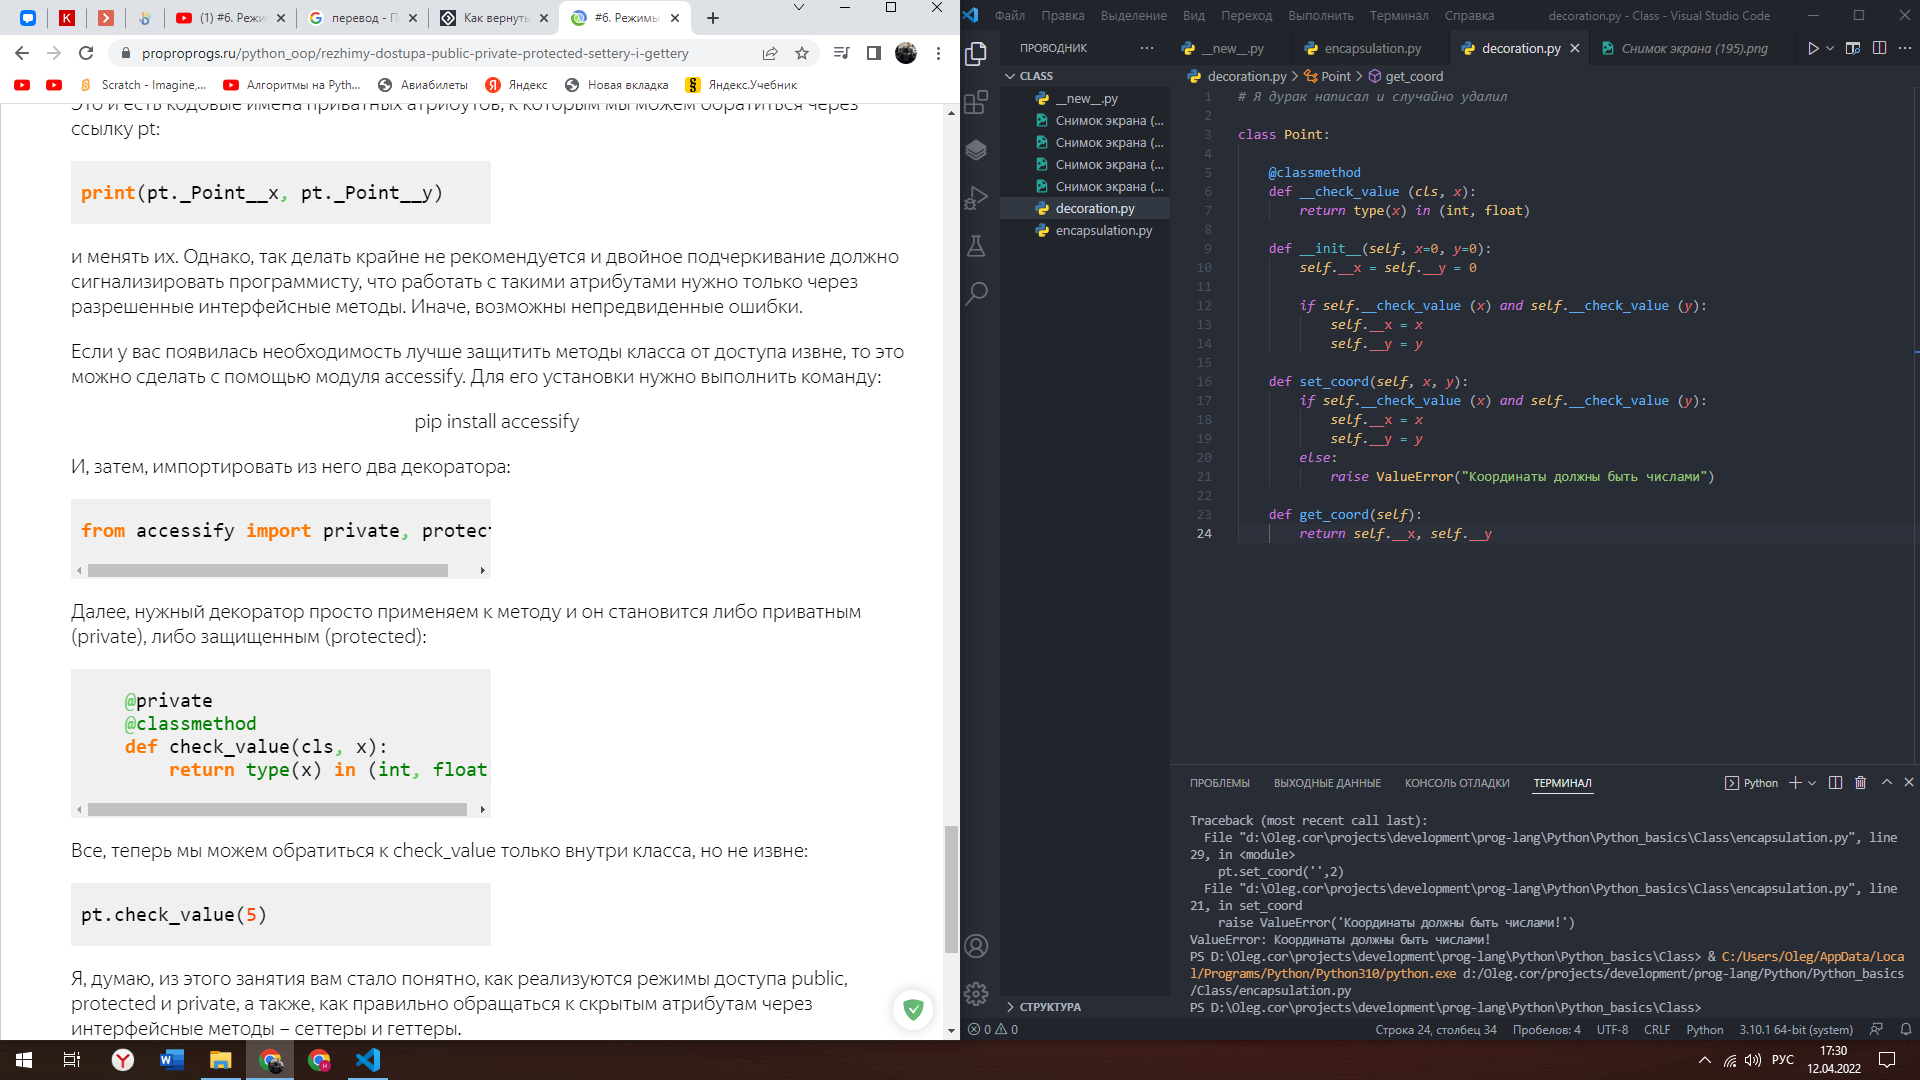 (1) #6. Режи
перевод - П
Как вернуть
#6. Режимы
proproprogs.ru/python_oop/rezhimy-dostupa-public-private-protected-settery-i-gettery
Scratch - Imagine,...
Алгоритмы на Pyth...
Авиабилеты
Яндекс
Новая вкладка
Яндекс.Учебник
Это и есть кодовые имена приватных атрибутов, к которым мы можем обратиться через
ссылку pt:
print(pt._Point__x, pt._Point__y)
и менять их. Однако, так делать крайне не рекомендуется и двойное подчеркивание должно
сигнализировать программисту, что работать с такими атрибутами нужно только через
разрешенные интерфейсные методы. Иначе, возможны непредвиденные ошибки.
Если у вас появилась необходимость лучше защитить методы класса от доступа извне, то это
можно сделать с помощью модуля accessify. Для его установки нужно выполнить команду:
pip install accessify
И, затем, импортировать из него два декоратора:
from accessify import private, protect
Далее, нужный декоратор просто применяем к методу и он становится либо приватным
(private), либо защищенным (protected):
@private
@classmethod
def check_value(cls, x):
return type(x) in (int, float
Все, теперь мы можем обратиться к check_value только внутри класса, но не извне:
pt.check_value(5)
Я, думаю, из этого занятия вам стало понятно, как реализуются режимы доступа public,
protected и private, а также, как правильно обращаться к скрытым атрибутам через
интерфейсные методы – сеттеры и геттеры.
Файл Правка Выделение Вид Переход Выполнить Терминал Справка decoration.py - Class - Visual Studio Code
ПРОВОДНИК
CLASS
__new__.py
Снимок экрана (...
Снимок экрана (...
Снимок экрана (...
Снимок экрана (...
decoration.py
encapsulation.py
СТРУКТУРА
__new__.py encapsulation.py decoration.py Снимок экрана (195).png
decoration.py > Point > get_coord
1 # Я дурак написал и случайно удалил
2
3 class Point:
4
5 @classmethod
6 def __check_value (cls, x):
7 return type(x) in (int, float)
8
9 def __init__(self, x=0, y=0):
10 self.__x = self.__y = 0
11
12 if self.__check_value (x) and self.__check_value (y):
13 self.__x = x
14 self.__y = y
15
16 def set_coord(self, x, y):
17 if self.__check_value (x) and self.__check_value (y):
18 self.__x = x
19 self.__y = y
20 else:
21 raise ValueError("Координаты должны быть числами")
22
23 def get_coord(self):
24 return self.__x, self.__y
ПРОБЛЕМЫ ВЫХОДНЫЕ ДАННЫЕ КОНСОЛЬ ОТЛАДКИ ТЕРМИНАЛ Python
Traceback (most recent call last):
File "d:\Oleg.cor\projects\development\prog-lang\Python\Python_basics\Class\encapsulation.py", line
29, in <module>
pt.set_coord('',2)
File "d:\Oleg.cor\projects\development\prog-lang\Python\Python_basics\Class\encapsulation.py", line
21, in set_coord
raise ValueError('Координаты должны быть числами!')
ValueError: Координаты должны быть числами!
PS D:\Oleg.cor\projects\development\prog-lang\Python\Python_basics\Class> & C:/Users/Oleg/AppData/Loca
l/Programs/Python/Python310/python.exe d:/Oleg.cor/projects/development/prog-lang/Python/Python_basics
/Class/encapsulation.py
PS D:\Oleg.cor\projects\development\prog-lang\Python\Python_basics\Class>
0 0 Строка 24, столбец 34 Пробелов: 4 UTF-8 CRLF Python 3.10.1 64-bit (system)
РУС
17:30
12.04.2022